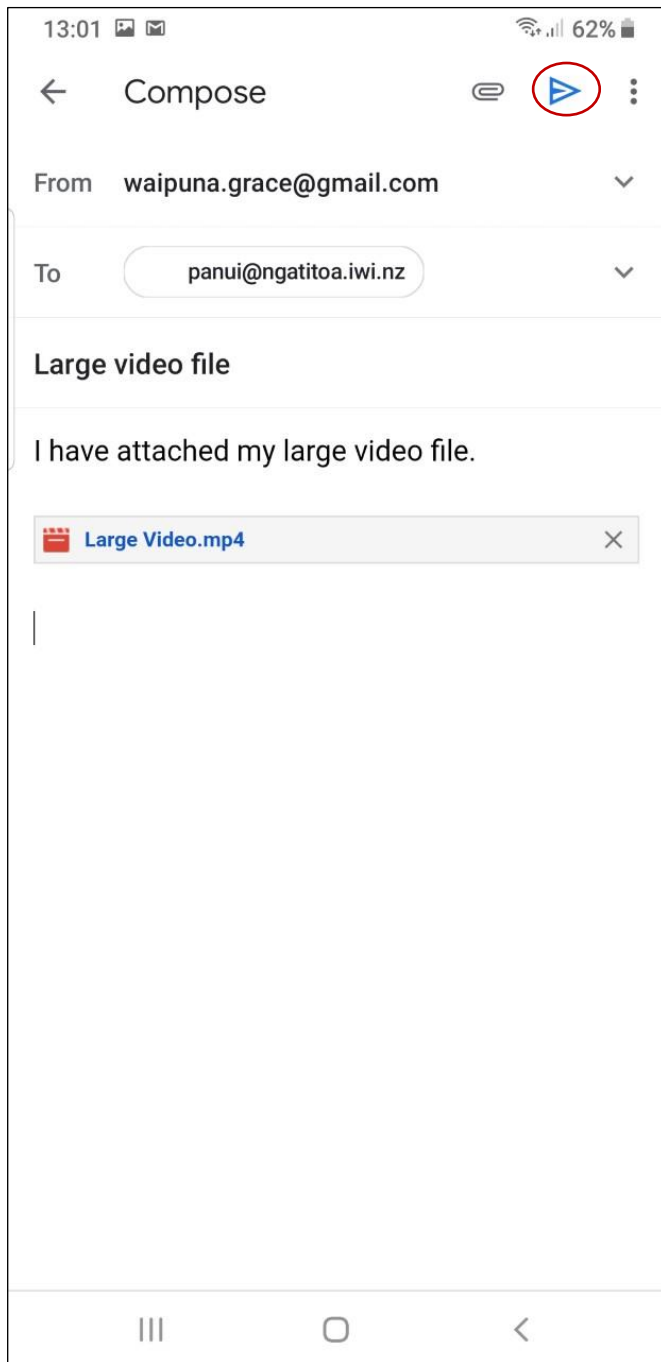 13:01 62%
Compose
From waipuna.grace@gmail.com
To panui@ngatitoa.iwi.nz
Large video file
I have attached my large video file.
Large Video.mp4